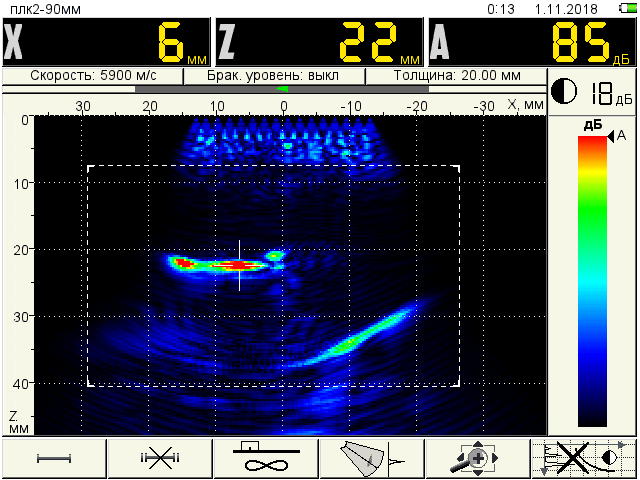 плк2-90мм 0:13 1.11.2018
X 6 мм Z 22 мм A 85 дБ
Скорость: 5900 м/с Брак. уровень: выкл Толщина: 20.00 мм
30 20 10 0 -10 -20 -30 X, мм
18 дБ
дБ
A
0
10
20
30
40
Z
мм